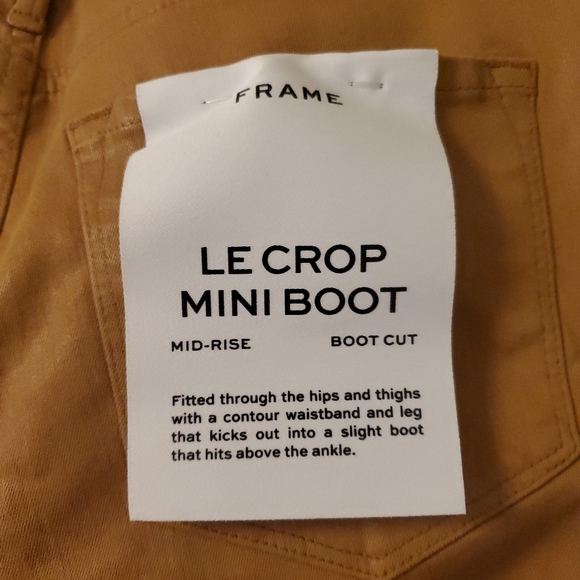 FRAME
LE CROP
MINI BOOT
MID-RISE BOOT CUT
Fitted through the hips and thighs
with a contour waistband and leg
that kicks out into a slight boot
that hits above the ankle.